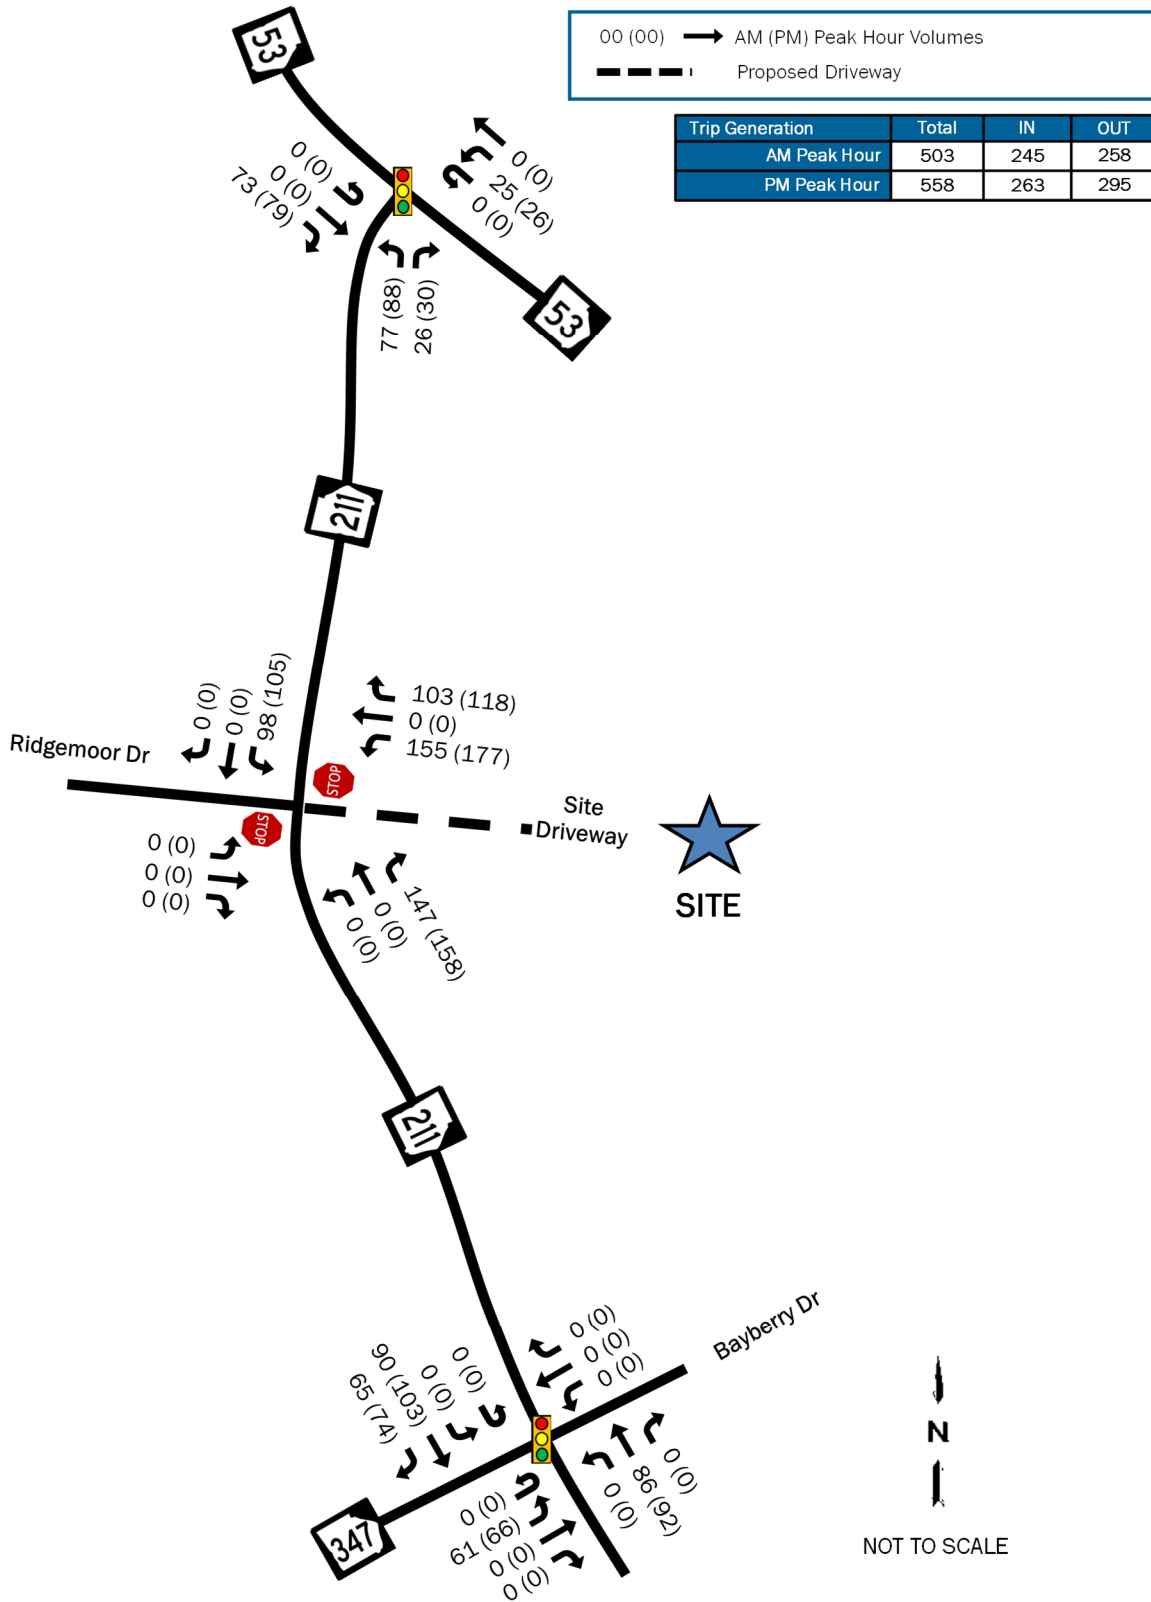 00 (00) AM (PM) Peak Hour Volumes
Proposed Driveway
Trip Generation Total IN OUT
AM Peak Hour 503 245 258
PM Peak Hour 558 263 295
53
0 (0)
0 (0)
73 (79)
0 (0)
25 (26)
0 (0)
77 (88)
26 (30)
53
211
0 (0)
0 (0)
98 (105)
103 (118)
0 (0)
155 (177)
Ridgemoor Dr
STOP
STOP
Site
Driveway
0 (0)
0 (0)
0 (0)
0 (0)
0 (0)
147 (158)
SITE
211
Bayberry Dr
65 (74)
90 (103)
0 (0)
0 (0)
0 (0)
0 (0)
0 (0)
347
0 (0)
61 (66)
0 (0)
0 (0)
0 (0)
86 (92)
0 (0)
N
NOT TO SCALE